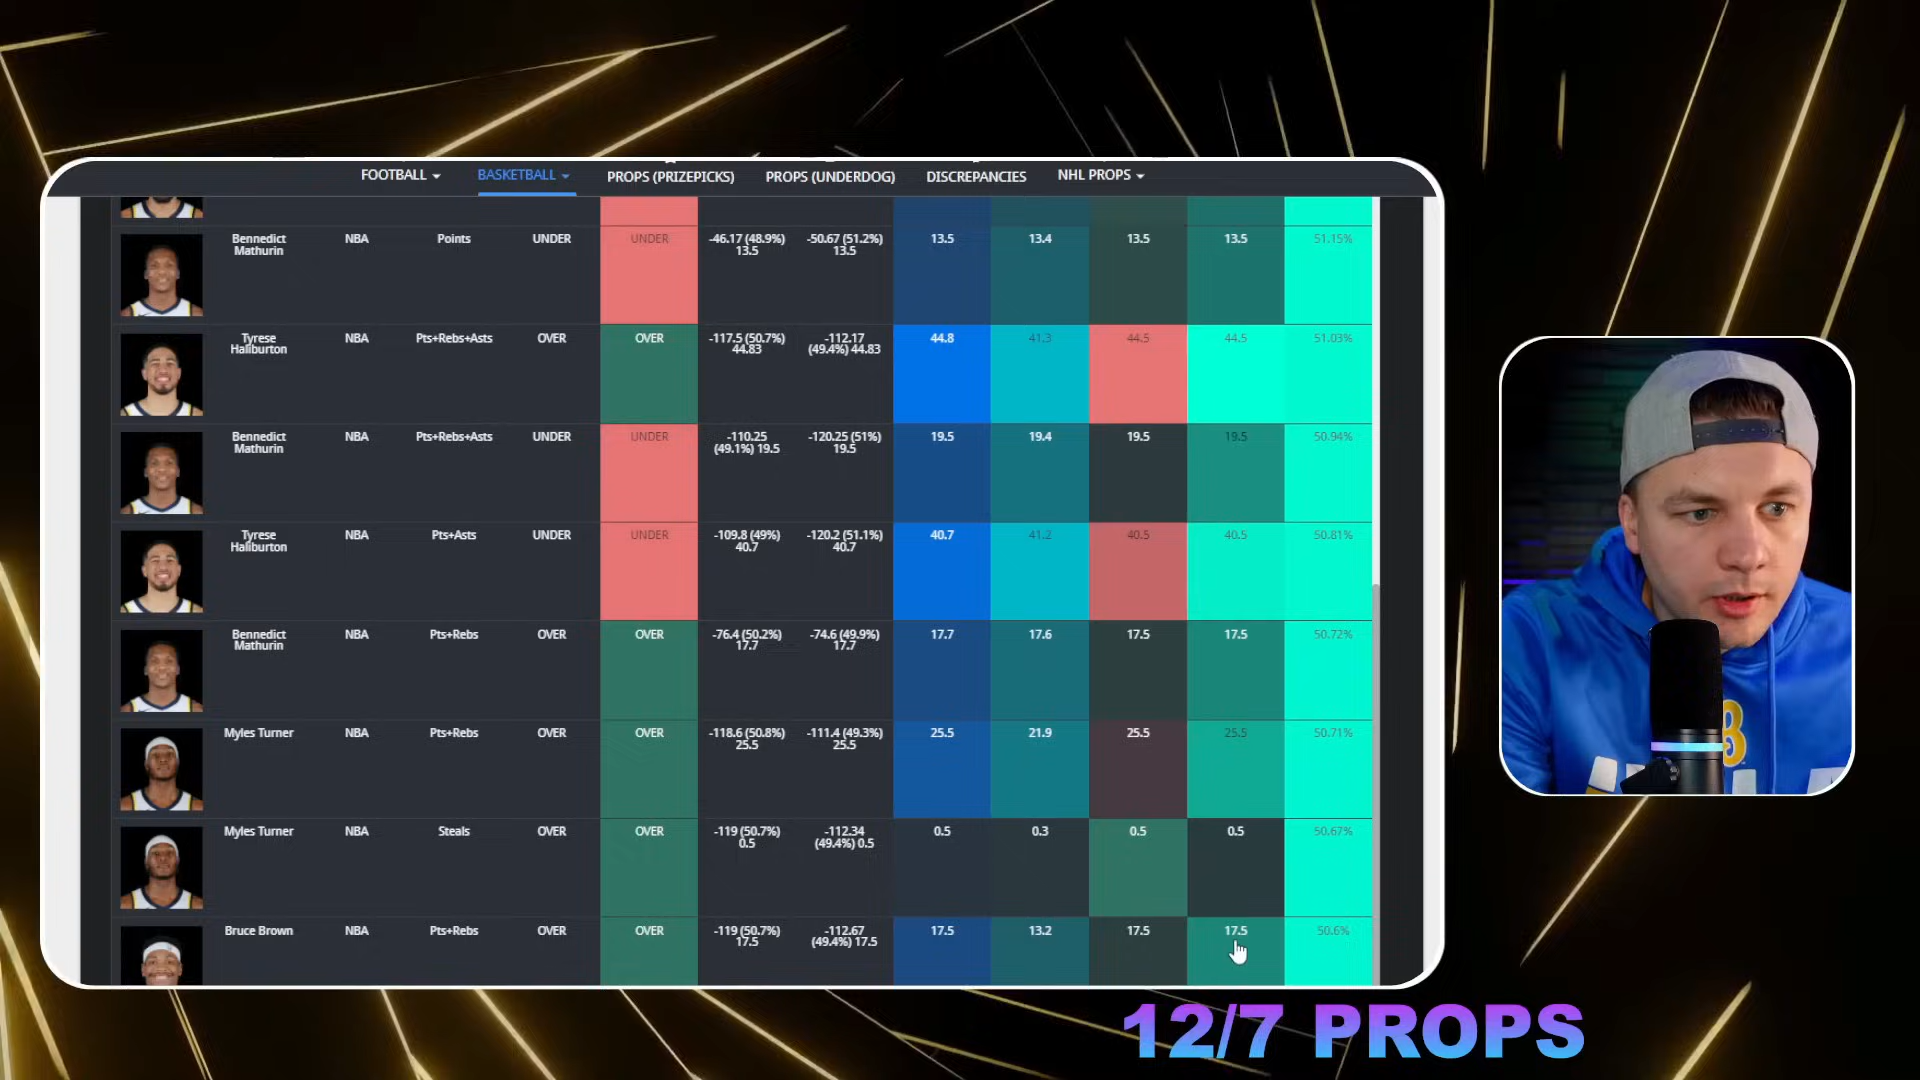 FOOTBALL
BASKETBALL
PROPS (PRIZEPICKS)
PROPS (UNDERDOG)
DISCREPANCIES
NHL PROPS
Bennedict Mathurin NBA Points UNDER UNDER -46.17 (48.9%) 13.5 -50.67 (51.2%) 13.5 13.5 13.4 13.5 13.5 51.15%
Tyrese Haliburton NBA Pts+Rebs+Asts OVER OVER -117.5 (50.7%) 44.83 -112.17 (49.4%) 44.83 44.8 41.3 44.5 44.5 51.03%
Bennedict Mathurin NBA Pts+Rebs+Asts UNDER UNDER -110.25 (49.1%) 19.5 -120.25 (51%) 19.5 19.5 19.4 19.5 19.5 50.94%
Tyrese Haliburton NBA Pts+Asts UNDER UNDER -109.8 (49%) 40.7 -120.2 (51.1%) 40.7 40.7 41.2 40.5 40.5 50.81%
Bennedict Mathurin NBA Pts+Rebs OVER OVER -76.4 (50.2%) 17.7 -74.6 (49.9%) 17.7 17.7 17.6 17.5 17.5 50.72%
Myles Turner NBA Pts+Rebs OVER OVER -118.6 (50.8%) 25.5 -111.4 (49.3%) 25.5 25.5 21.9 25.5 25.5 50.71%
Myles Turner NBA Steals OVER OVER -119 (50.7%) 0.5 -112.34 (49.4%) 0.5 0.5 0.3 0.5 0.5 50.67%
Bruce Brown NBA Pts+Rebs OVER OVER -119 (50.7%) 17.5 -112.67 (49.4%) 17.5 17.5 13.2 17.5 17.5 50.6%
12/7 PROPS